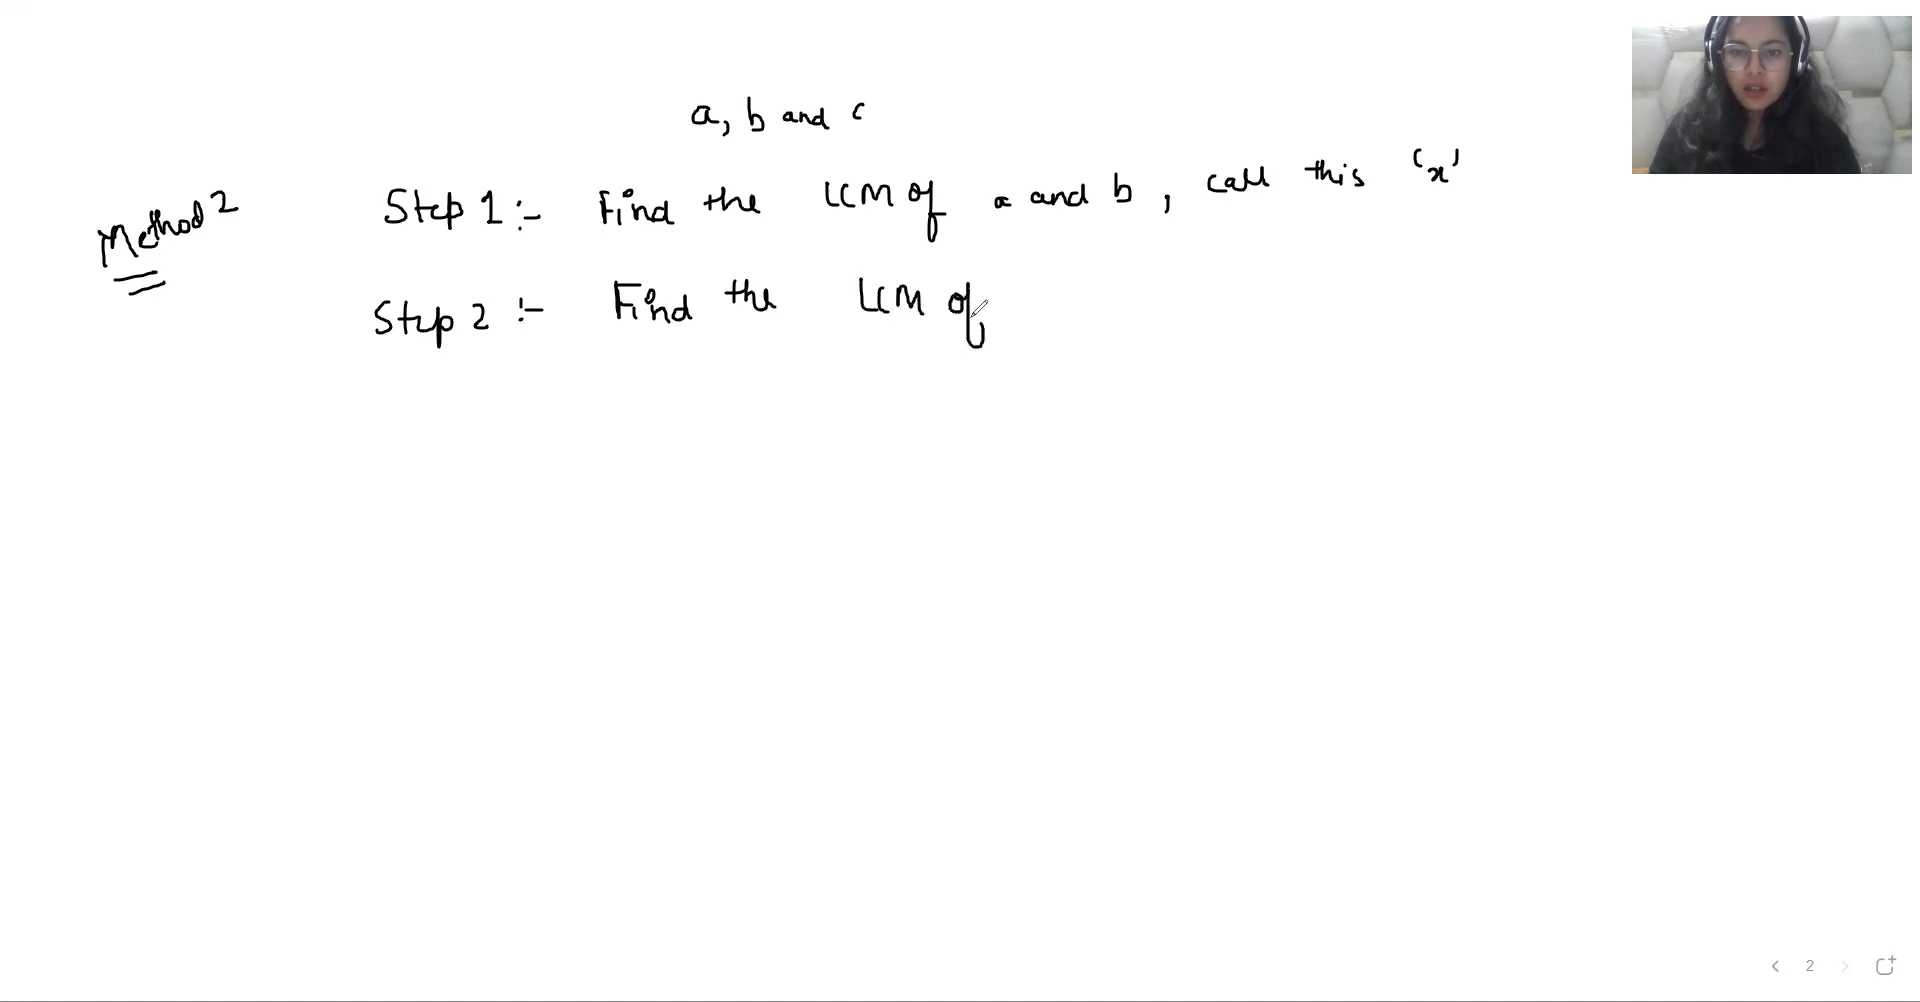 a, b and c
Method 2
Step 1 :- Find the LCM of a and b, call this 'x'
Step 2 :- Find the LCM of
2